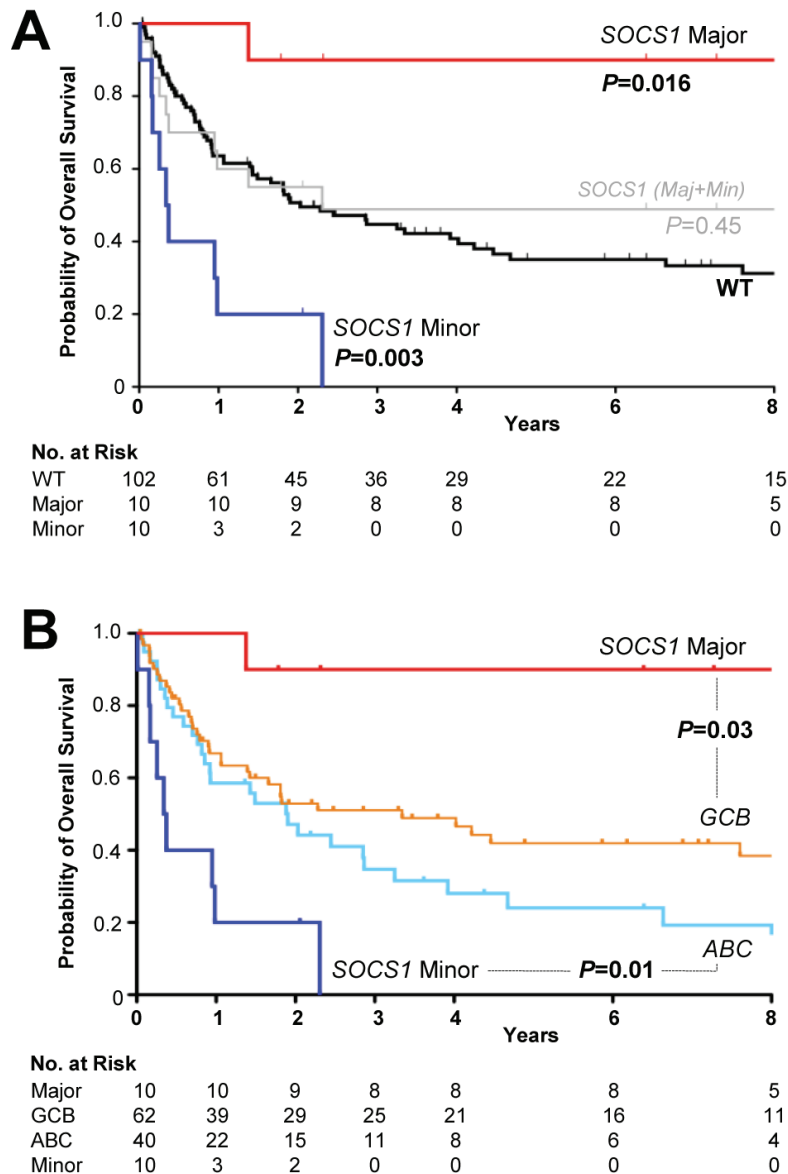 A
Probability of Overall Survival
1.0
0.8
0.6
0.4
0.2
0
SOCS1 Major
P=0.016
SOCS1 (Maj+Min)
P=0.45
WT
SOCS1 Minor
P=0.003
0 1 2 3 4 6 8
Years
No. at Risk
WT 102 61 45 36 29 22 15
Major 10 10 9 8 8 8 5
Minor 10 3 2 0 0 0 0
B
Probability of Overall Survival
1.0
0.8
0.6
0.4
0.2
0
SOCS1 Major
P=0.03
GCB
ABC
SOCS1 Minor P=0.01
0 1 2 3 4 6 8
Years
No. at Risk
Major 10 10 9 8 8 8 5
GCB 62 39 29 25 21 16 11
ABC 40 22 15 11 8 6 4
Minor 10 3 2 0 0 0 0